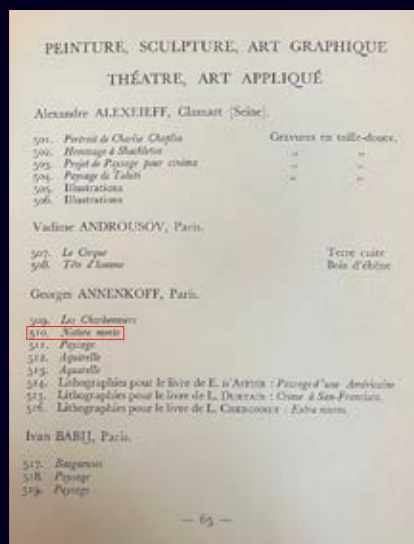 PEINTURE, SCULPTURE, ART GRAPHIQUE
THÉATRE, ART APPLIQUÉ
Alexandre ALEXEIEFF, Clamart [Seine].
501. Portrait de Charlie Chaplin Gravures en taille-douce,
502. Hommage à Shackleton „ „
503. Projet de Paysage pour cinéma „ „
504. Paysage de Tahiti „ „
505. Illustrations
506. Illustrations
Vadime ANDROUSOV, Paris.
507. Le Cirque Terre cuite
508. Tête d'homme Bois d'ébène
Georges ANNENKOFF, Paris.
509. Les Charbonniers
510. Nature morte
511. Paysage
512. Aquarelle
513. Aquarelle
514. Lithographies pour le livre de E. : Passage d'une Américaine
515. Lithographies pour le livre de L. DURTAIN : Crime à San-Francisco.
516. Lithographies pour le livre de L. : Extra muros.
Ivan BABIJ, Paris.
517. Baigneuses
518. Paysage
519. Paysage
— 65 —